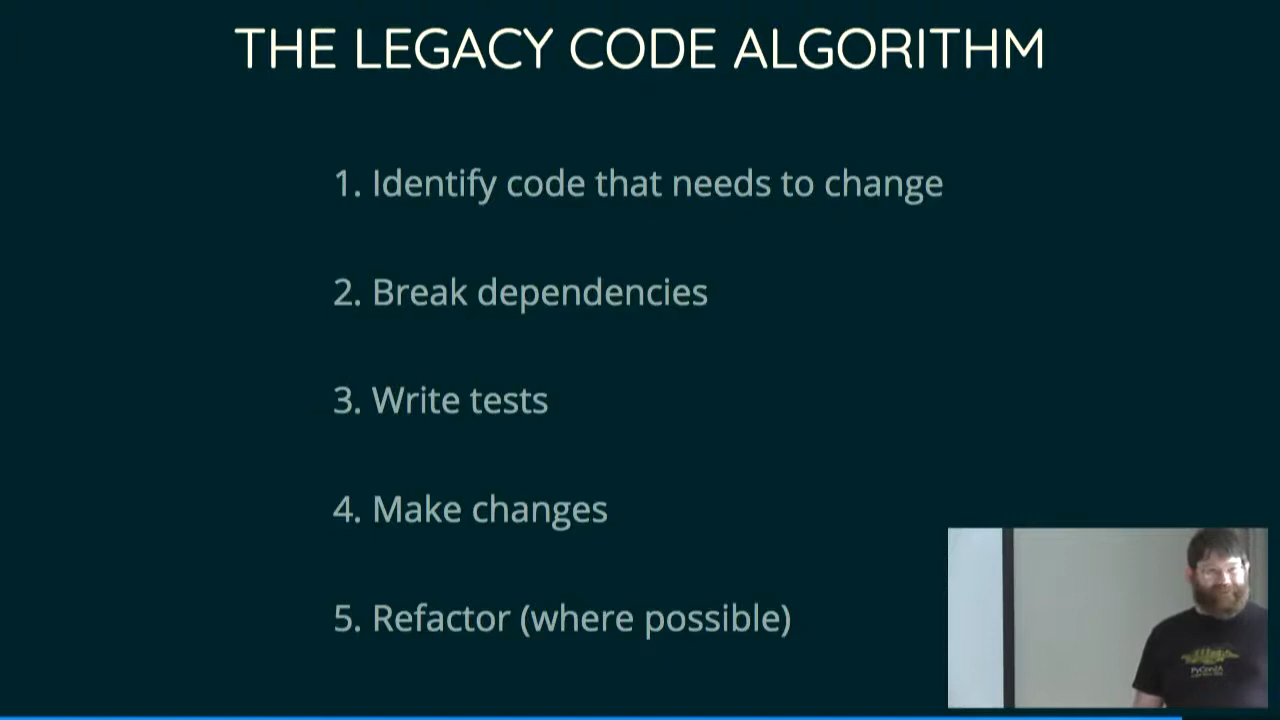 THE LEGACY CODE ALGORITHM
1. Identify code that needs to change
2. Break dependencies
3. Write tests
4. Make changes
5. Refactor (where possible)
PyConZA